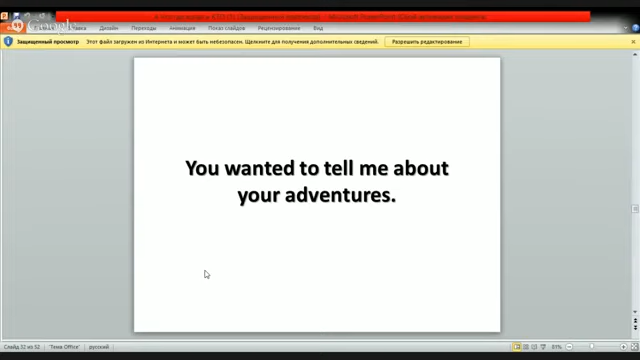 Google
Дизайн Переходы Анимация Показ слайдов Рецензирование Вид
Защищенный просмотр Этот файл загружен из Интернета и может быть небезопасен. Щелкните для получения дополнительных сведений. Разрешить редактирование
You wanted to tell me about
your adventures.
Слайд 32 из 52 "Тема Office" русский 81%